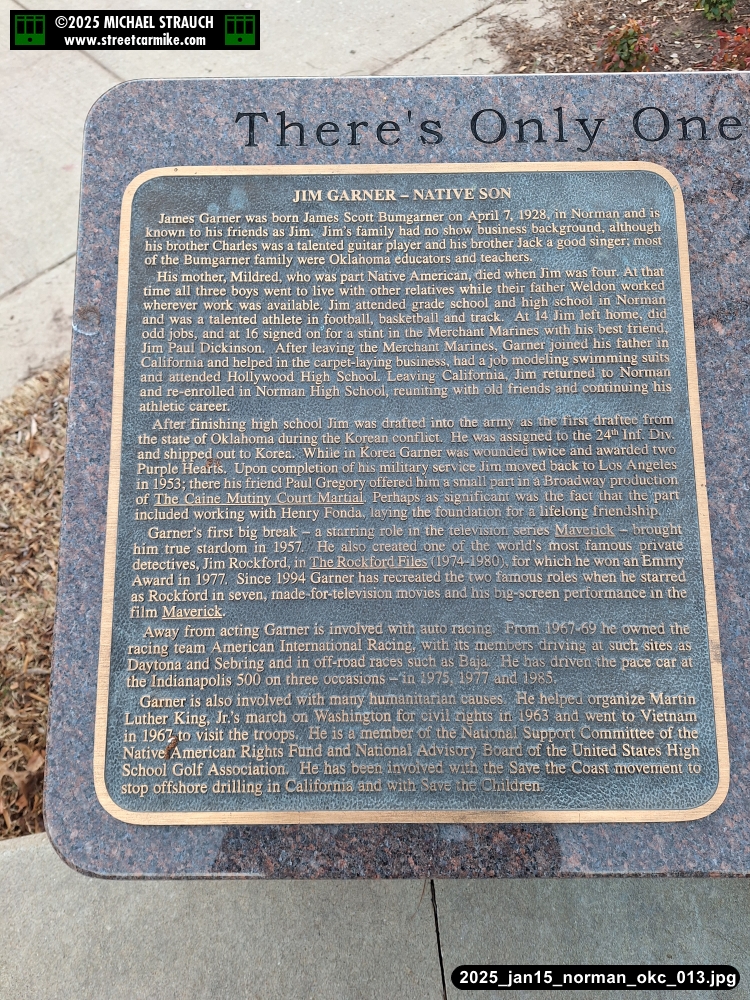 ©2025 MICHAEL STRAUCH
www.streetcarmike.com
There's Only One
JIM GARNER – NATIVE SON
James Garner was born James Scott Bumgarner on April 7, 1928, in Norman and is
known to his friends as Jim. Jim's family had no show business background, although
his brother Charles was a talented guitar player and his brother Jack a good singer; most
of the Bumgarner family were Oklahoma educators and teachers.
His mother, Mildred, who was part Native American, died when Jim was four. At that
time all three boys went to live with other relatives while their father Weldon worked
wherever work was available. Jim attended grade school and high school in Norman
and was a talented athlete in football, basketball and track. At 14 Jim left home, did
odd jobs, and at 16 signed on for a stint in the Merchant Marines with his best friend,
Jim Paul Dickinson. After leaving the Merchant Marines, Garner joined his father in
California and helped in the carpet-laying business, had a job modeling swimming suits
and attended Hollywood High School. Leaving California, Jim returned to Norman
and re-enrolled in Norman High School, reuniting with old friends and continuing his
athletic career.
After finishing high school Jim was drafted into the army as the first draftee from
the state of Oklahoma during the Korean conflict. He was assigned to the 24th Inf. Div.
and shipped out to Korea. While in Korea Garner was wounded twice and awarded two
Purple Hearts. Upon completion of his military service Jim moved back to Los Angeles
in 1953; there his friend Paul Gregory offered him a small part in a Broadway production
of The Caine Mutiny Court Martial. Perhaps as significant was the fact that the part
included working with Henry Fonda, laying the foundation for a lifelong friendship.
Garner's first big break – a starring role in the television series Maverick – brought
him true stardom in 1957. He also created one of the world's most famous private
detectives, Jim Rockford, in The Rockford Files (1974-1980), for which he won an Emmy
Award in 1977. Since 1994 Garner has recreated the two famous roles when he starred
as Rockford in seven, made-for-television movies and his big-screen performance in the
film Maverick.
Away from acting Garner is involved with auto racing. From 1967-69 he owned the
racing team American International Racing, with its members driving at such sites as
Daytona and Sebring and in off-road races such as Baja. He has driven the pace car at
the Indianapolis 500 on three occasions – in 1975, 1977 and 1985.
Garner is also involved with many humanitarian causes. He helped organize Martin
Luther King, Jr.'s march on Washington for civil rights in 1963 and went to Vietnam
in 1967 to visit the troops. He is a member of the National Support Committee of the
Native American Rights Fund and National Advisory Board of the United States High
School Golf Association. He has been involved with the Save the Coast movement to
stop offshore drilling in California and with Save the Children.
2025_jan15_norman_okc_013.jpg